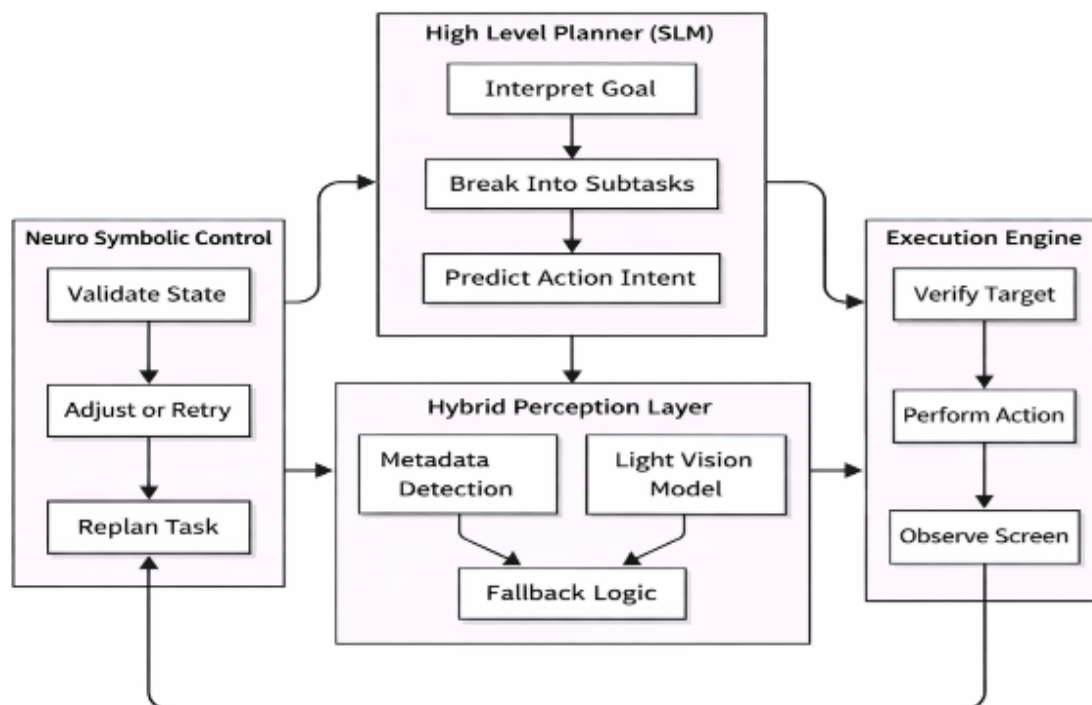 High Level Planner (SLM)
Interpret Goal
Break Into Subtasks
Predict Action Intent
Neuro Symbolic Control
Validate State
Adjust or Retry
Replan Task
Hybrid Perception Layer
Metadata
Detection
Light Vision
Model
Fallback Logic
Execution Engine
Verify Target
Perform Action
Observe Screen